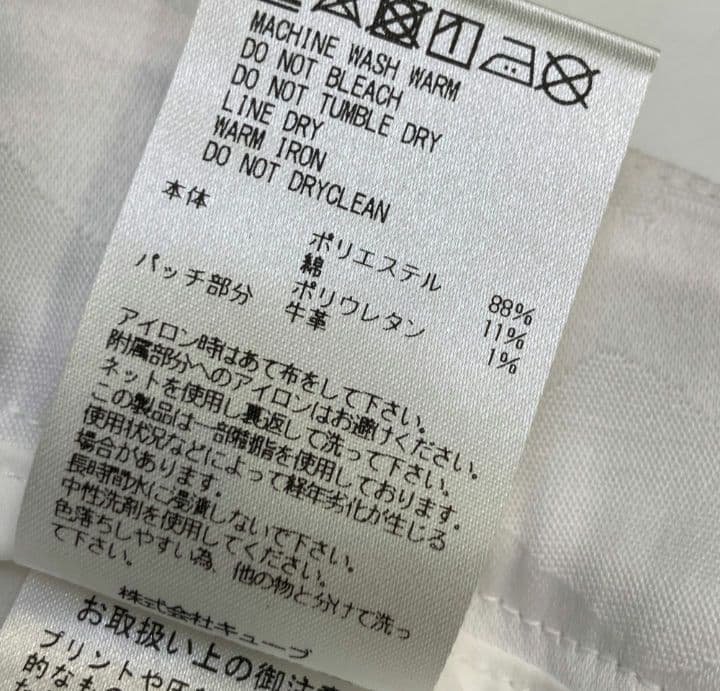 MACHINE WASH WARM
DO NOT BLEACH
DO NOT TUMBLE DRY
LINE DRY
WARM IRON
DO NOT DRYCLEAN
本体
ポリエステル 88%
綿 11%
ポリウレタン 1%
パッチ部分 牛革
アイロン時はあて布をして下さい。
附属部分へのアイロンはお避けください。
ネットを使用し裏返して洗って下さい。
この製品は一部樹脂を使用しております。
使用状況などによって経年劣化が生じる
場合があります。
長時間水に浸漬しないで下さい。
中性洗剤を使用してください。
色落ちしやすい為、他の物と分けて洗っ
て下さい。
株式会社キューブ
お取扱い上の御注意
プリントや圧
的なもの